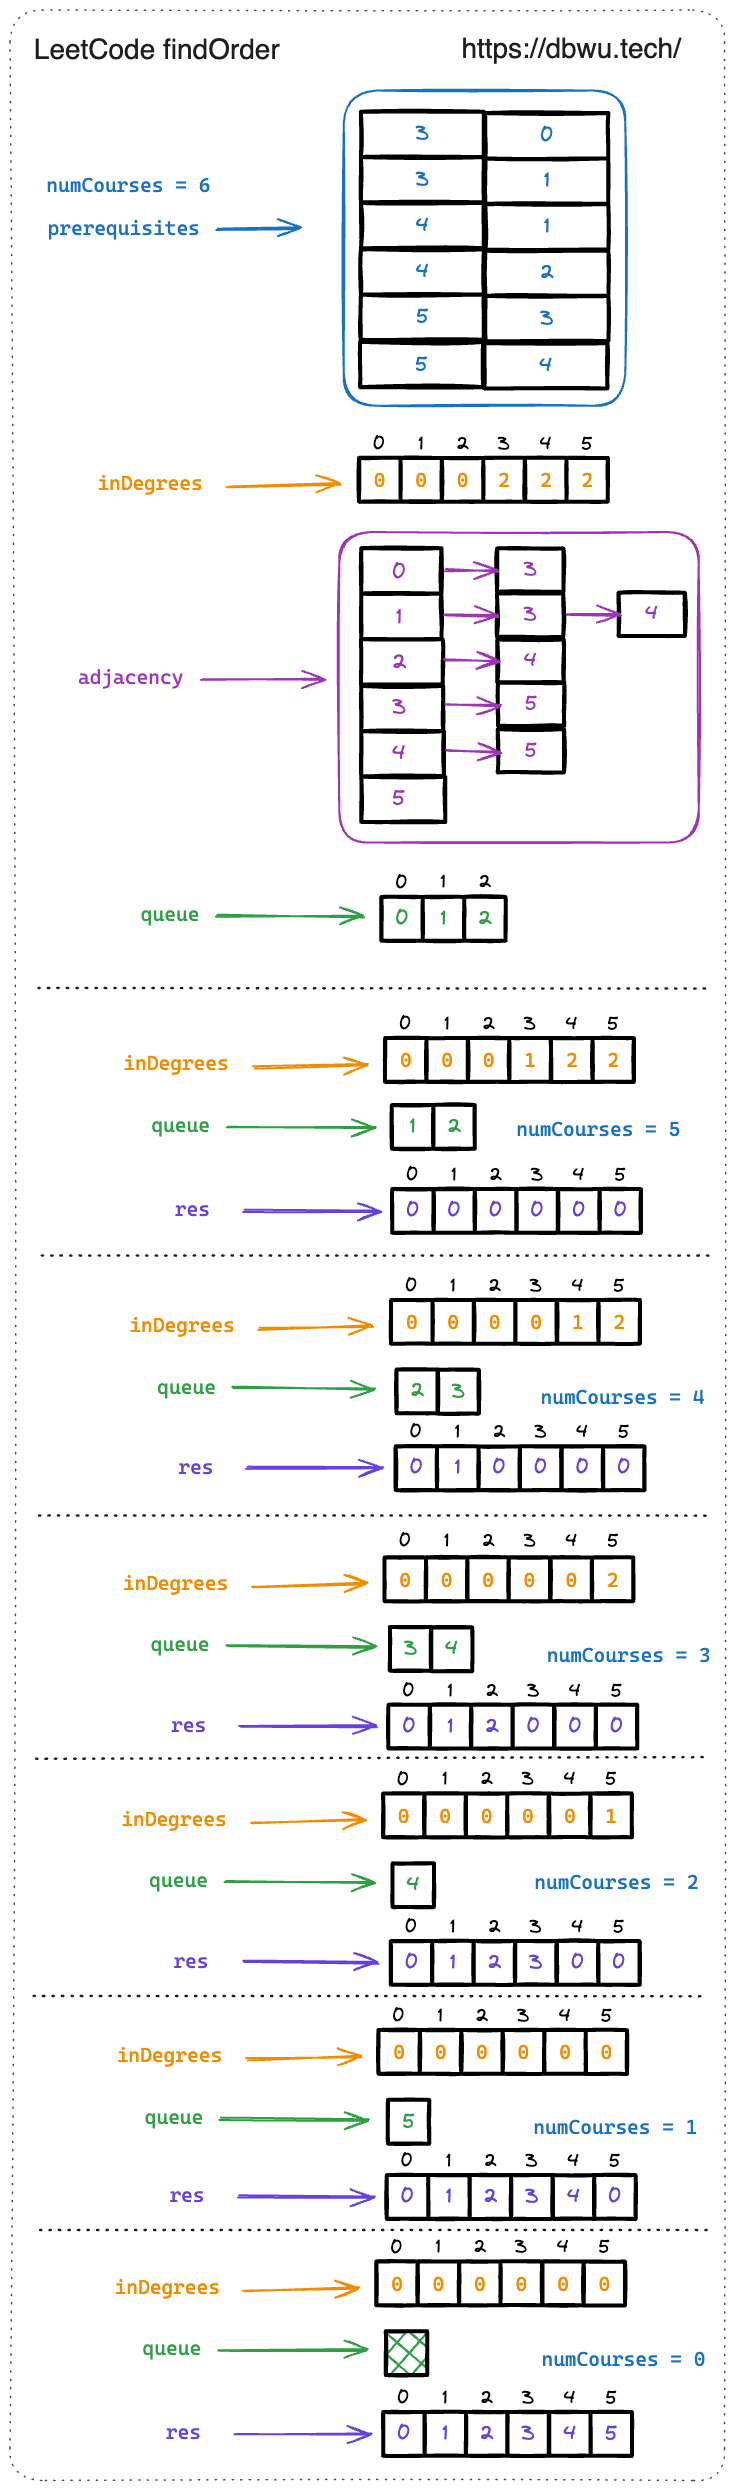 LeetCode findOrder https://dbwu.tech/
3 0
numCourses = 6
3 1
prerequisites
4 1
4 2
5 3
5 4
0 1 2 3 4 5
inDegrees 0 0 0 2 2 2
0 3
1 3 4
2 4
adjacency
3 5
4 5
5
0 1 2
queue 0 1 2
0 1 2 3 4 5
inDegrees 0 0 0 1 2 2
queue 1 2 numCourses = 5
0 1 2 3 4 5
res 0 0 0 0 0 0
0 1 2 3 4 5
inDegrees 0 0 0 0 1 2
queue 2 3 numCourses = 4
0 1 2 3 4 5
res 0 1 0 0 0 0
0 1 2 3 4 5
inDegrees 0 0 0 0 0 2
queue 3 4 numCourses = 3
0 1 2 3 4 5
res 0 1 2 0 0 0
0 1 2 3 4 5
inDegrees 0 0 0 0 0 1
queue 4 numCourses = 2
0 1 2 3 4 5
res 0 1 2 3 0 0
0 1 2 3 4 5
inDegrees 0 0 0 0 0 0
queue 5 numCourses = 1
0 1 2 3 4 5
res 0 1 2 3 4 0
0 1 2 3 4 5
inDegrees 0 0 0 0 0 0
queue numCourses = 0
0 1 2 3 4 5
res 0 1 2 3 4 5